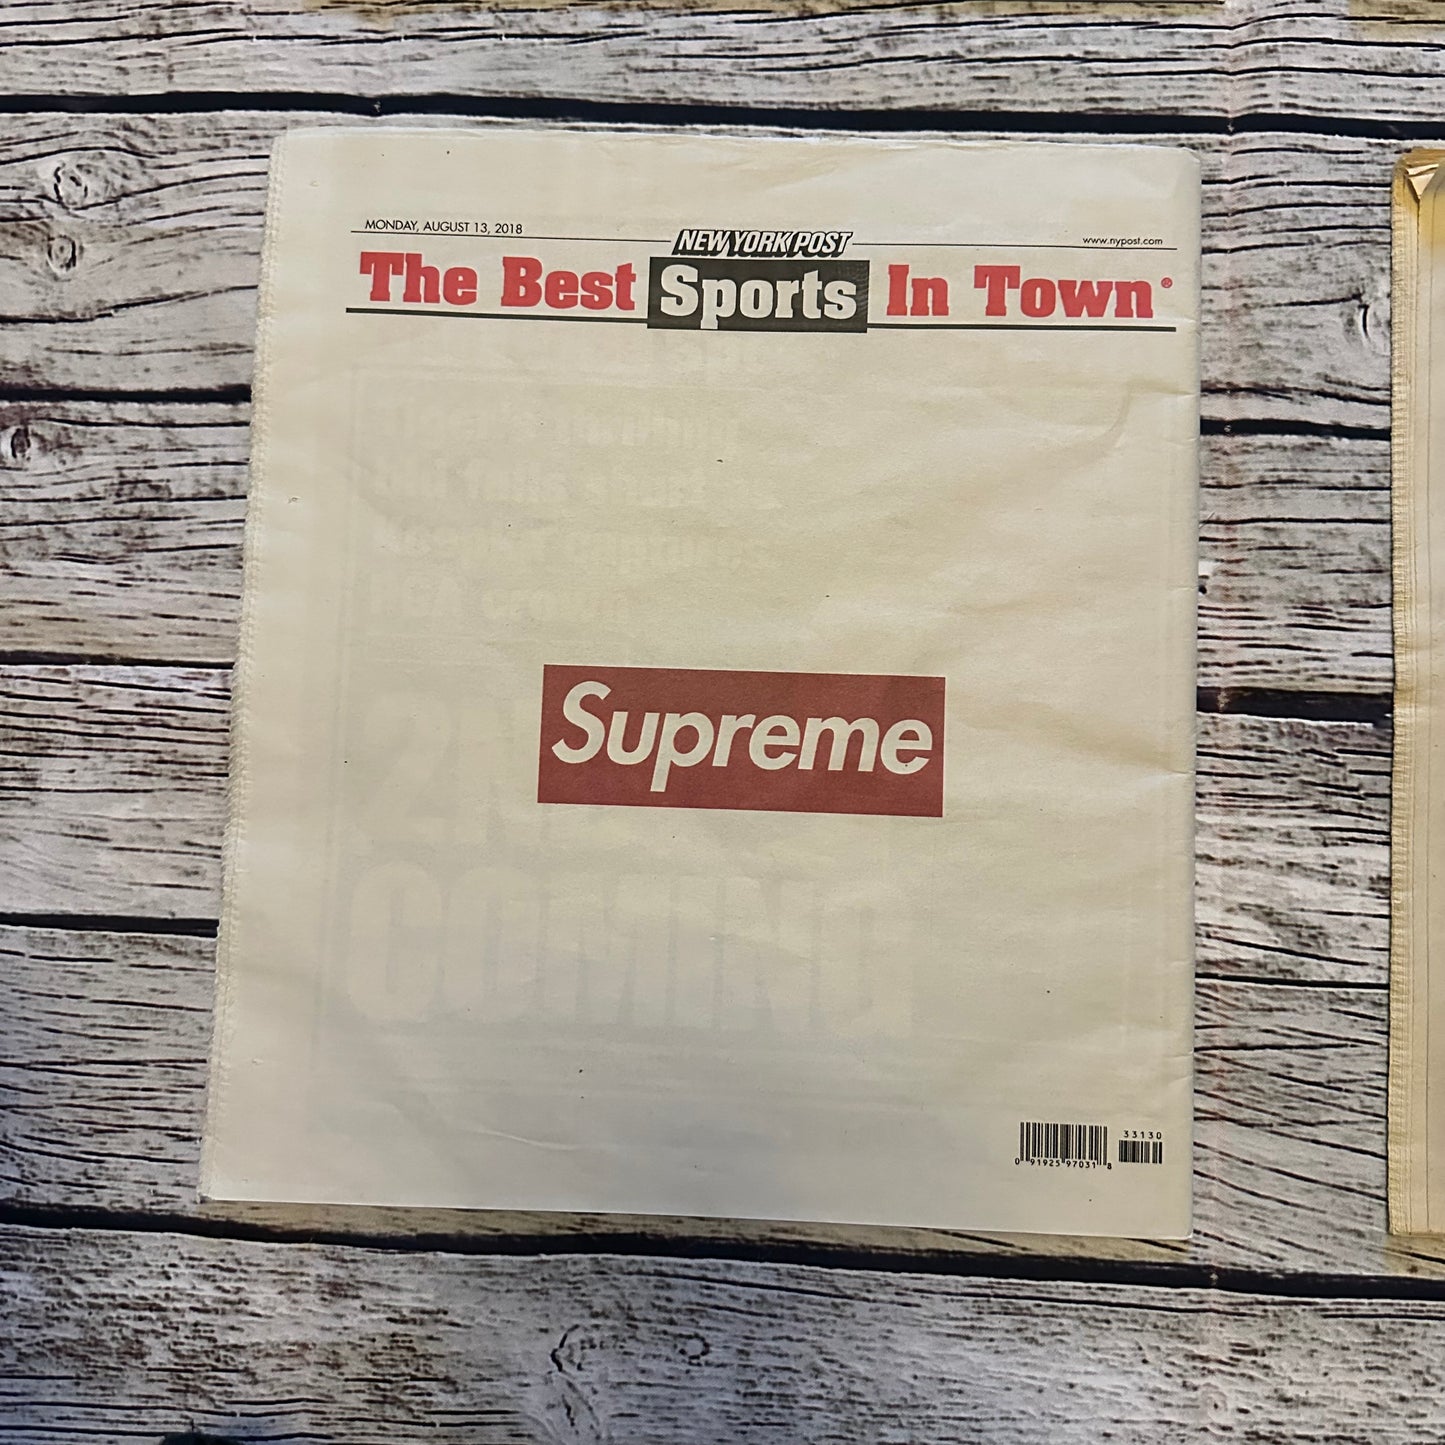 MONDAY, AUGUST 13, 2018
NEW YORK POST
www.nypost.com
The Best Sports In Town®
Supreme
33130
0 91925 97031 8